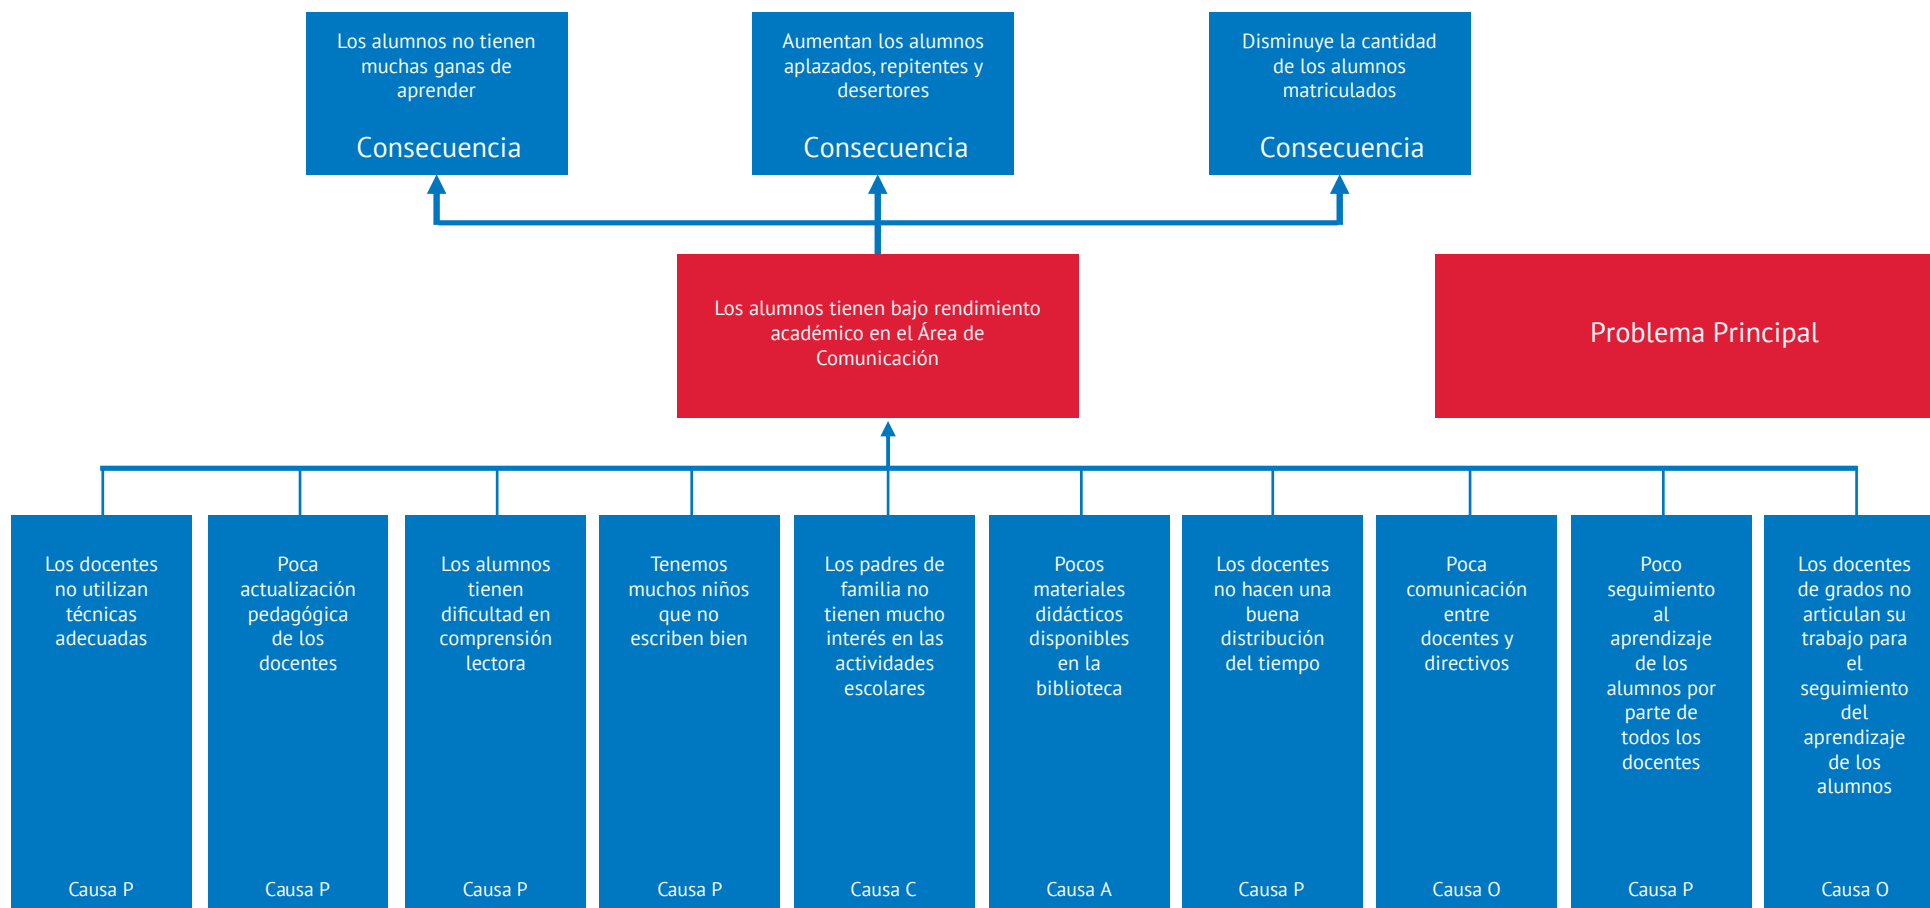 Los alumnos no tienen
muchas ganas de
aprender
Consecuencia
Aumentan los alumnos
aplazados, repitentes y
desertores
Consecuencia
Disminuye la cantidad
de los alumnos
matriculados
Consecuencia
Los alumnos tienen bajo rendimiento
académico en el Área de
Comunicación
Problema Principal
Los docentes
no utilizan
técnicas
adecuadas
Causa P
Poca
actualización
pedagógica
de los
docentes
Causa P
Los alumnos
tienen
dificultad en
comprensión
lectora
Causa P
Tenemos
muchos niños
que no
escriben bien
Causa P
Los padres de
familia no
tienen mucho
interés en las
actividades
escolares
Causa C
Pocos
materiales
didácticos
disponibles
en la
biblioteca
Causa A
Los docentes
no hacen una
buena
distribución
del tiempo
Causa P
Poca
comunicación
entre
docentes y
directivos
Causa O
Poco
seguimiento
al
aprendizaje
de los
alumnos por
parte de
todos los
docentes
Causa P
Los docentes
de grados no
articulan su
trabajo para
el
seguimiento
del
aprendizaje
de los
alumnos
Causa O